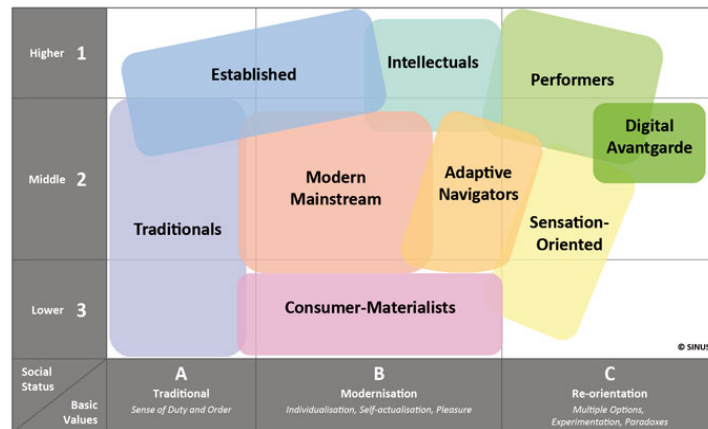 Higher 1
Established
Intellectuals
Performers
Digital
Avantgarde
Middle 2
Modern
Mainstream
Adaptive
Navigators
Traditionals
Sensation-
Oriented
Lower 3
Consumer-Materialists
© SINUS
Social
Status
Basic
Values
A
Traditional
Sense of Duty and Order
B
Modernisation
Individualisation, Self-actualisation, Pleasure
C
Re-orientation
Multiple Options,
Experimentation, Paradoxes